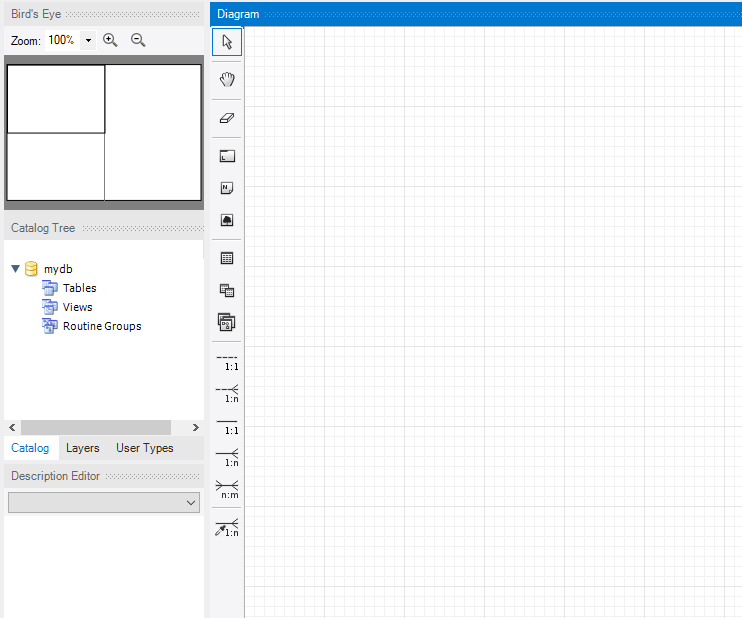 Bird's Eye
Zoom: 100%
Catalog Tree
mydb
Tables
Views
Routine Groups
Catalog Layers User Types
Description Editor
Diagram
1:1
1:n
1:1
1:n
n:m
1:n